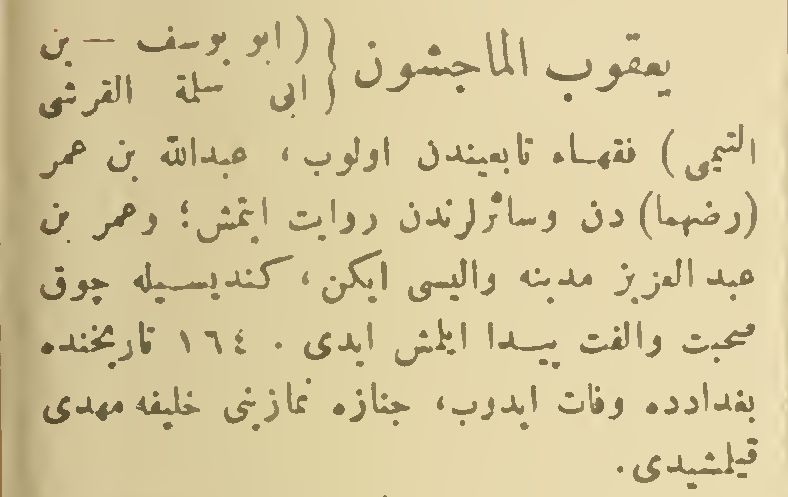 يعقوب الماجشون } (ابو يوسف — بن
ابى سلمة القرشى
التيمى) فقهاء تابعيندن اولوب، عبدالله بن عمر
(رضهما) دن وسائرلرندن روايت ايتمش؛ وعمر بن
عبد العزيز مدينه واليسى ايكن، كنديسيله چوق
صحبت والفت پيدا ايلمش ايدى. ١٦٤ تاريخنده
بغدادده وفات ايدوب، جنازه نمازينى خليفه مهدى
قيلمشيدى.